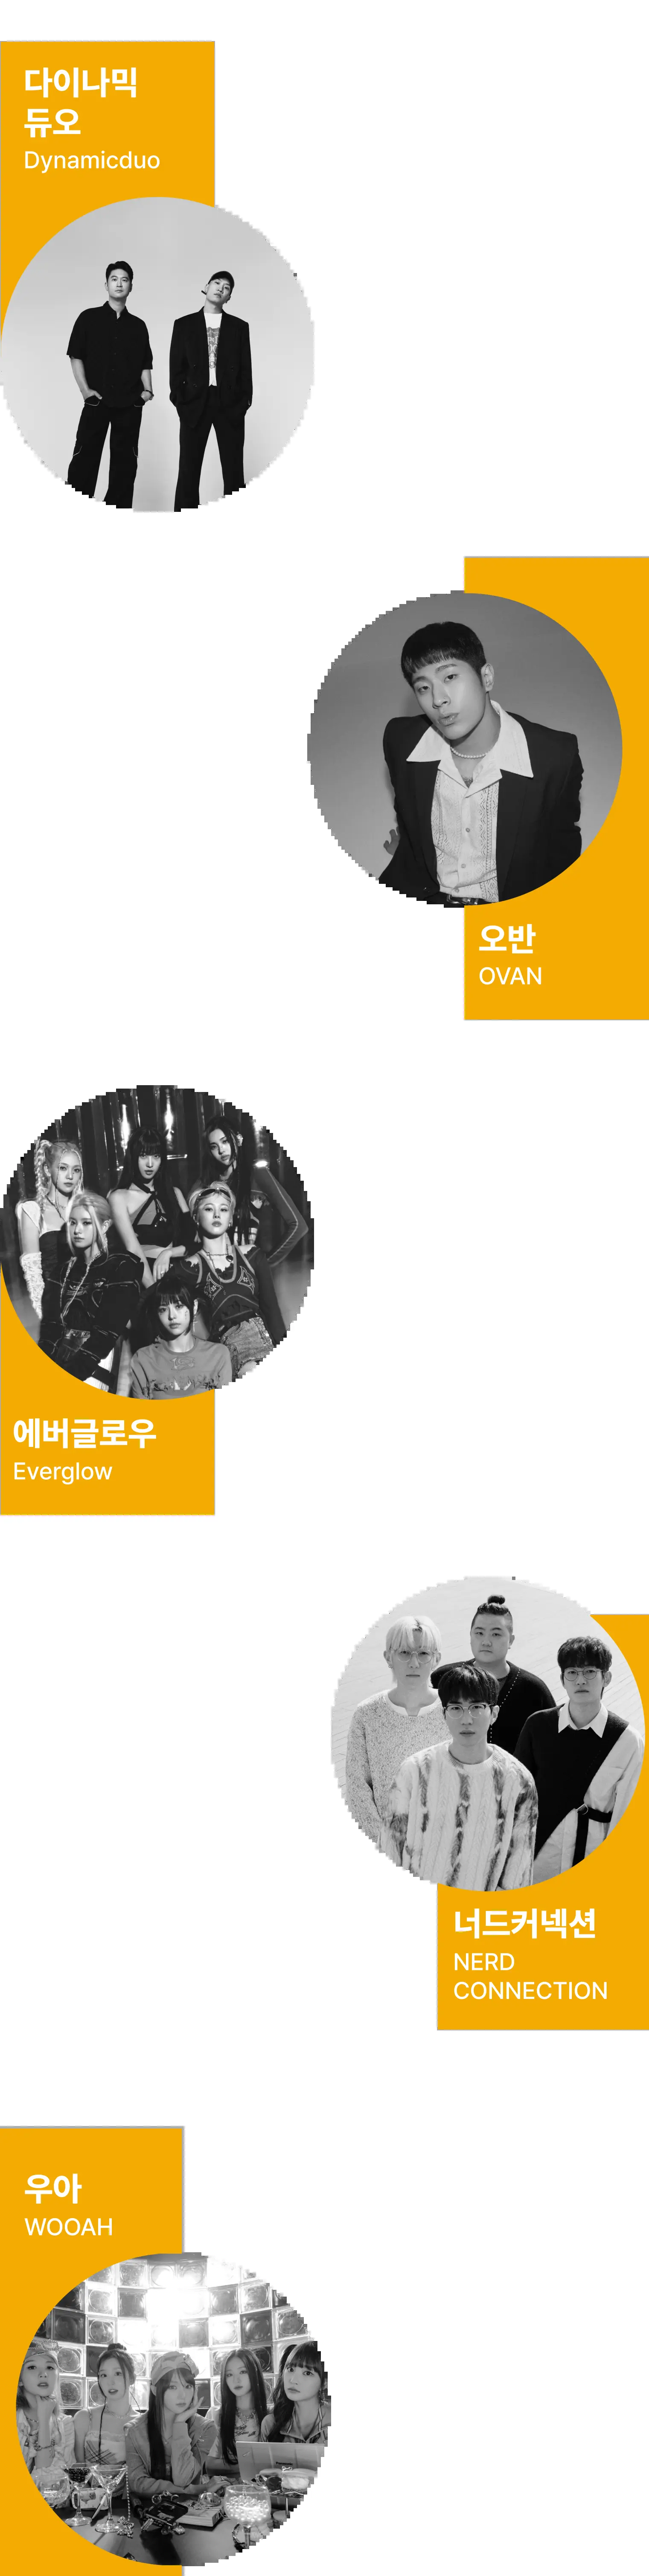 다이나믹
듀오
Dynamicduo
오반
OVAN
에버글로우
Everglow
너드커넥션
NERD
CONNECTION
우아
WOOAH